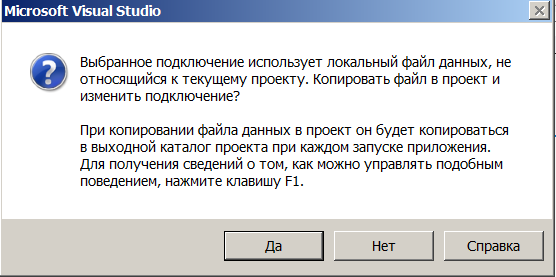 Microsoft Visual Studio
Выбранное подключение использует локальный файл данных, не
относящийся к текущему проекту. Копировать файл в проект и
изменить подключение?
При копировании файла данных в проект он будет копироваться
в выходной каталог проекта при каждом запуске приложения.
Для получения сведений о том, как можно управлять подобным
поведением, нажмите клавишу F1.
Да
Нет
Справка